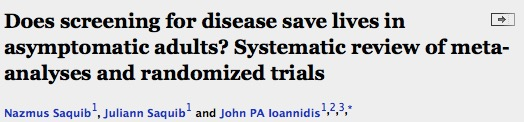 Does screening for disease save lives in
asymptomatic adults? Systematic review of meta-
analyses and randomized trials
Nazmus Saquib1, Juliann Saquib1 and John PA Ioannidis1,2,3,*